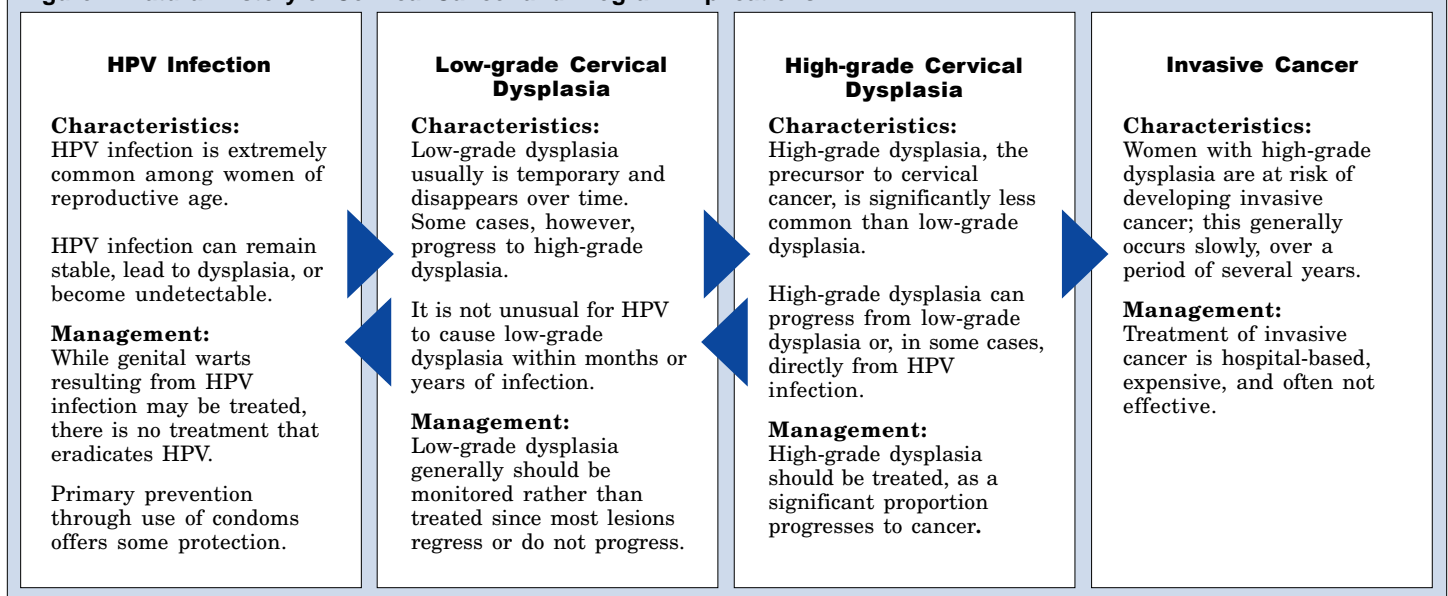 HPV Infection
Characteristics:
HPV infection is extremely
common among women of
reproductive age.
HPV infection can remain
stable, lead to dysplasia, or
become undetectable.
Management:
While genital warts
resulting from HPV
infection may be treated,
there is no treatment that
eradicates HPV.
Primary prevention
through use of condoms
offers some protection.
Low-grade Cervical
Dysplasia
Characteristics:
Low-grade dysplasia
usually is temporary and
disappears over time.
Some cases, however,
progress to high-grade
dysplasia.
It is not unusual for HPV
to cause low-grade
dysplasia within months or
years of infection.
Management:
Low-grade dysplasia
generally should be
monitored rather than
treated since most lesions
regress or do not progress.
High-grade Cervical
Dysplasia
Characteristics:
High-grade dysplasia, the
precursor to cervical
cancer, is significantly less
common than low-grade
dysplasia.
High-grade dysplasia can
progress from low-grade
dysplasia or, in some cases,
directly from HPV
infection.
Management:
High-grade dysplasia
should be treated, as a
significant proportion
progresses to cancer.
Invasive Cancer
Characteristics:
Women with high-grade
dysplasia are at risk of
developing invasive
cancer; this generally
occurs slowly, over a
period of several years.
Management:
Treatment of invasive
cancer is hospital-based,
expensive, and often not
effective.